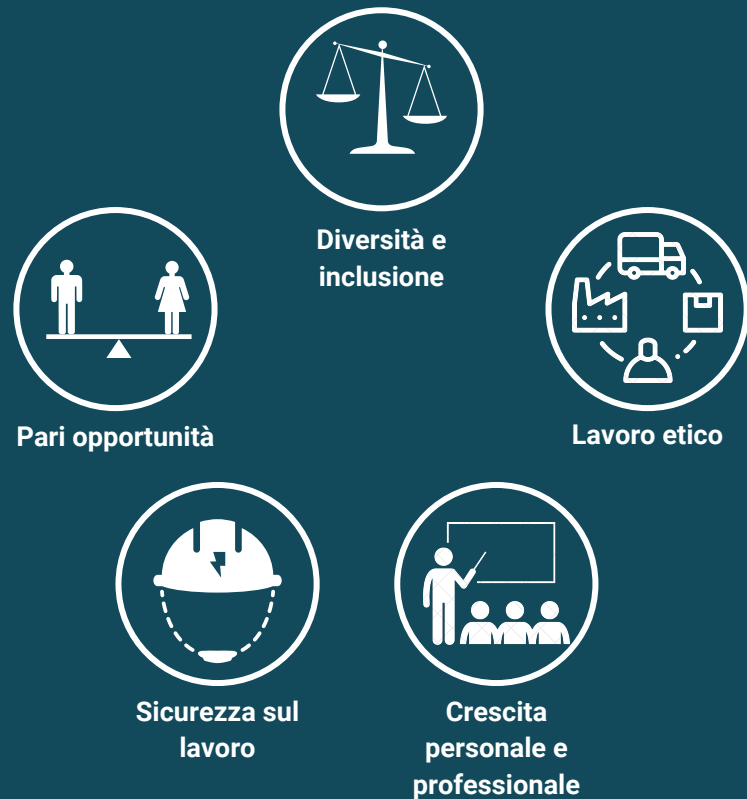 Diversità e
inclusione
Pari opportunità
Lavoro etico
Sicurezza sul
lavoro
Crescita
personale e
professionale